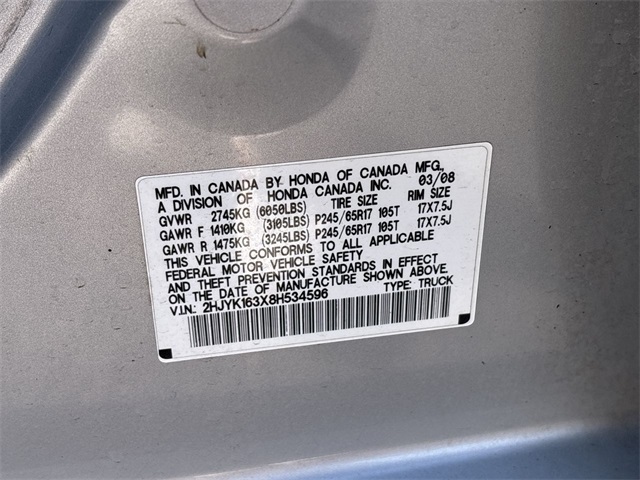 MFD. IN CANADA BY HONDA OF CANADA MFG.,
A DIVISION OF HONDA CANADA INC. 03/08
GVWR 2745KG (6050LBS) TIRE SIZE RIM SIZE
GAWR F 1410KG (3105LBS) P245/65R17 105T 17X7.5J
GAWR R 1475KG (3245LBS) P245/65R17 105T 17X7.5J
THIS VEHICLE CONFORMS TO ALL APPLICABLE
FEDERAL MOTOR VEHICLE SAFETY
AND THEFT PREVENTION STANDARDS IN EFFECT
ON THE DATE OF MANUFACTURE SHOWN ABOVE.
V.I.N.: 2HJYK163X8H534596 TYPE: TRUCK